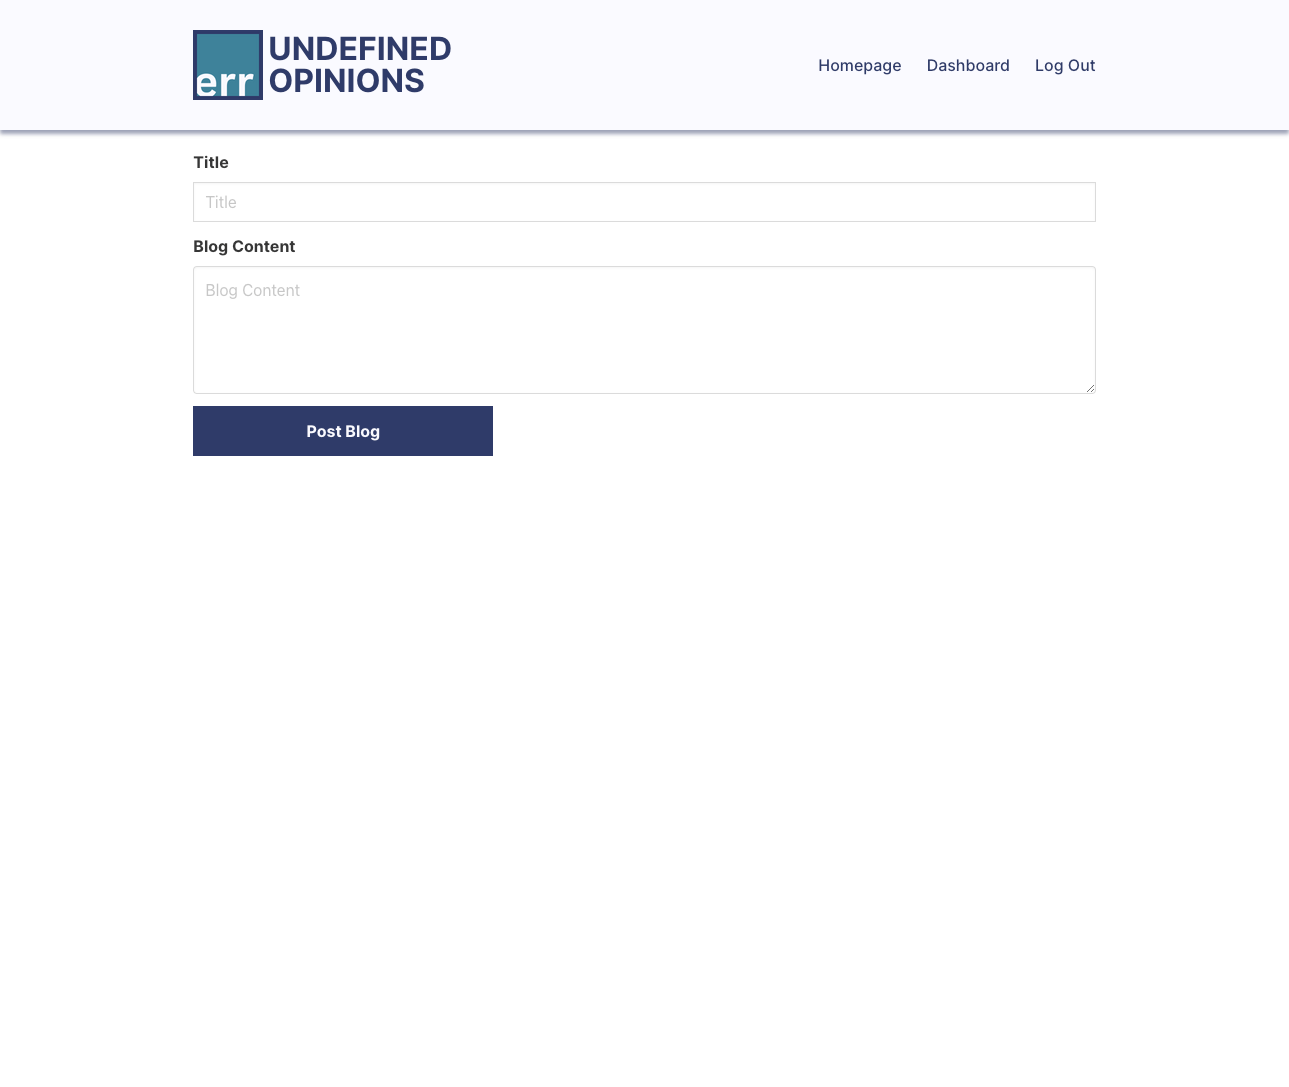 err
UNDEFINED
OPINIONS
Homepage Dashboard Log Out
Title
Title
Blog Content
Blog Content
Post Blog